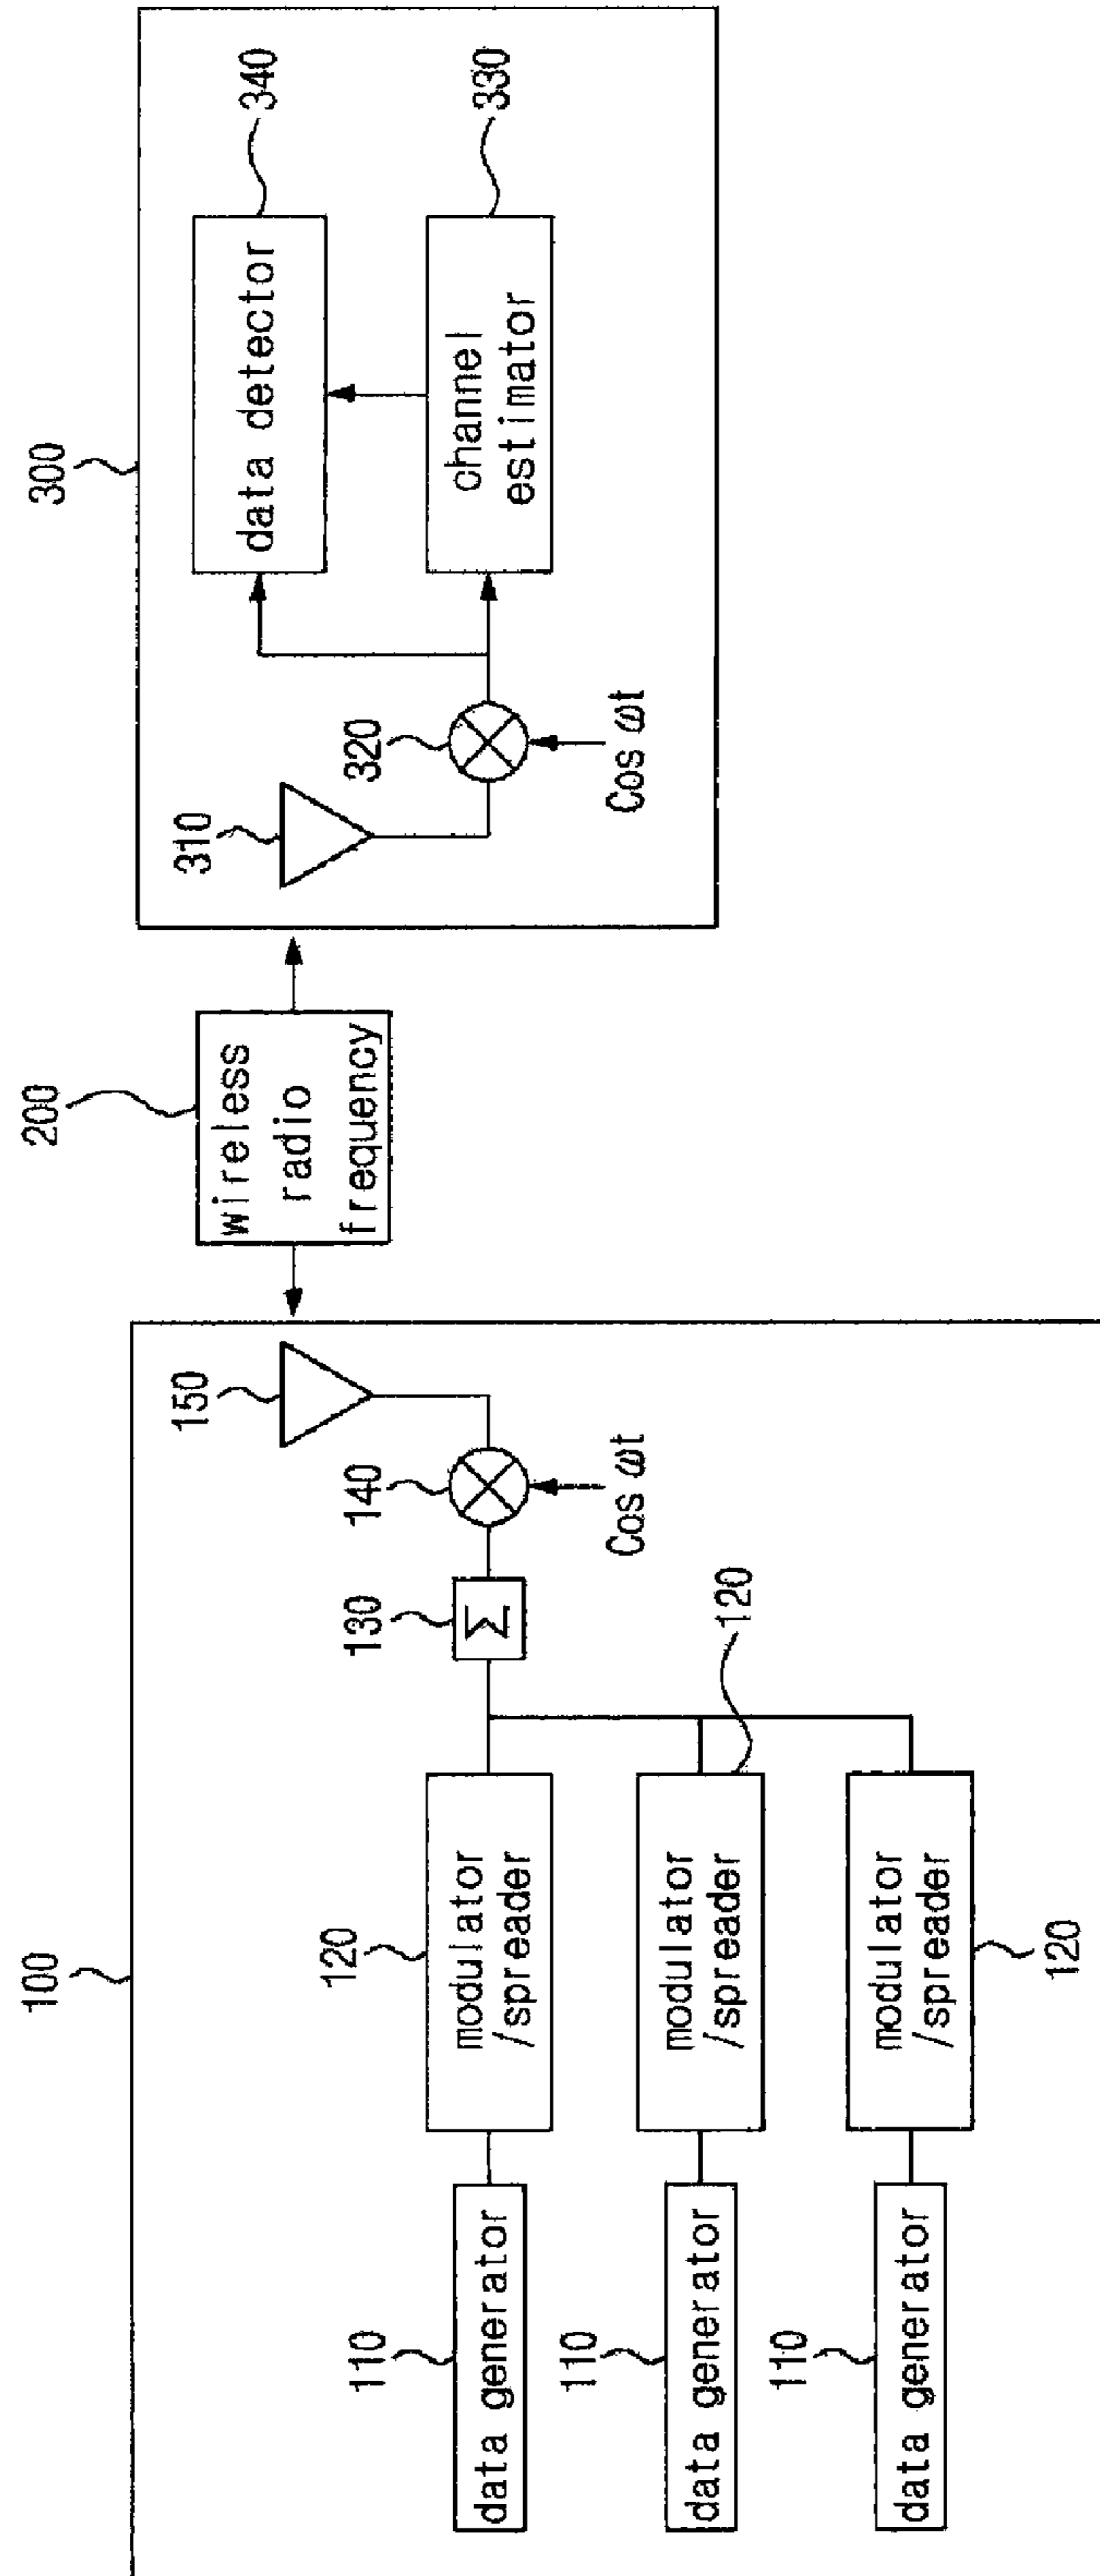 100
110
data generator
120
modulator
/spreader
110
data generator
modulator
/spreader
120
110
data generator
modulator
/spreader
120
130
Σ
140
Cos ωt
150
200
wireless
radio
frequency
300
310
320
Cos ωt
data detector
340
channel
estimator
330